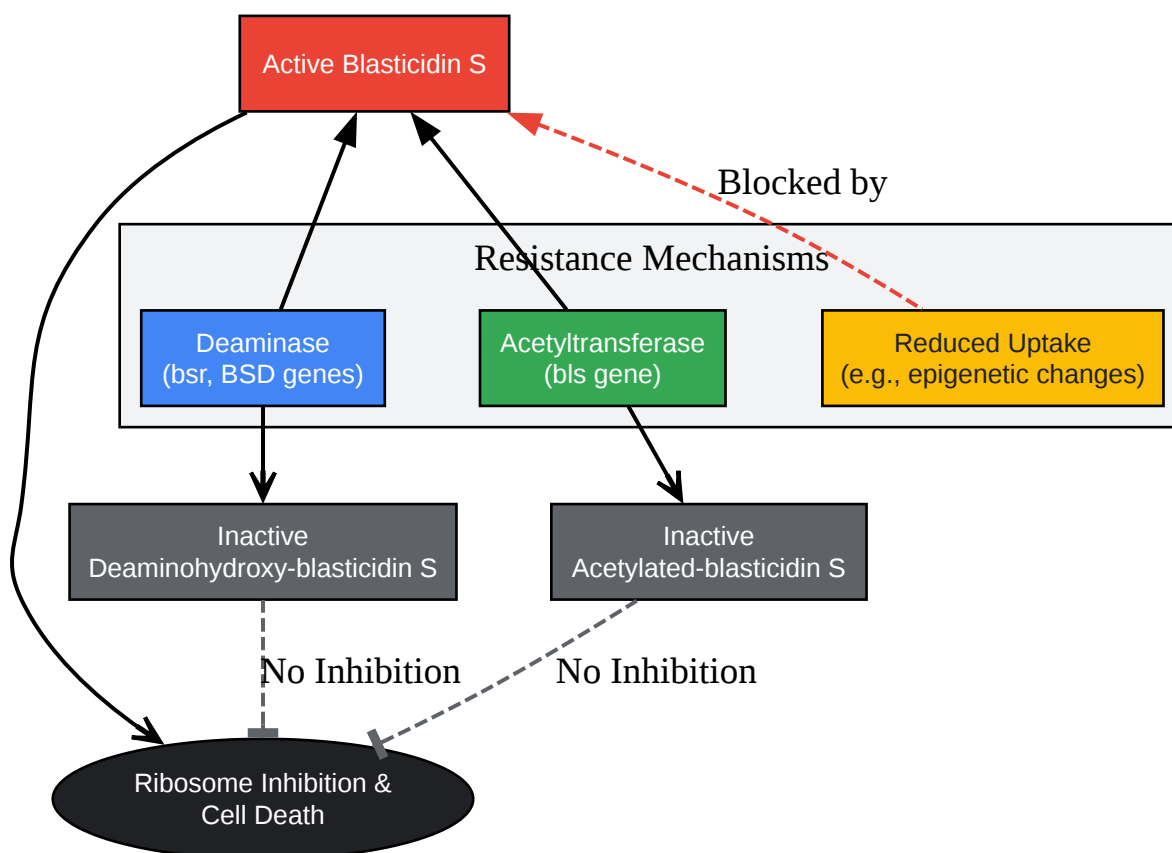 Active Blasticidin S
Blocked by
Resistance Mechanisms
Deaminase
(bsr, BSD genes)
Acetyltransferase
(bls gene)
Reduced Uptake
(e.g., epigenetic changes)
Inactive
Deaminohydroxy-blasticidin S
Inactive
Acetylated-blasticidin S
No Inhibition
No Inhibition
Ribosome Inhibition &
Cell Death